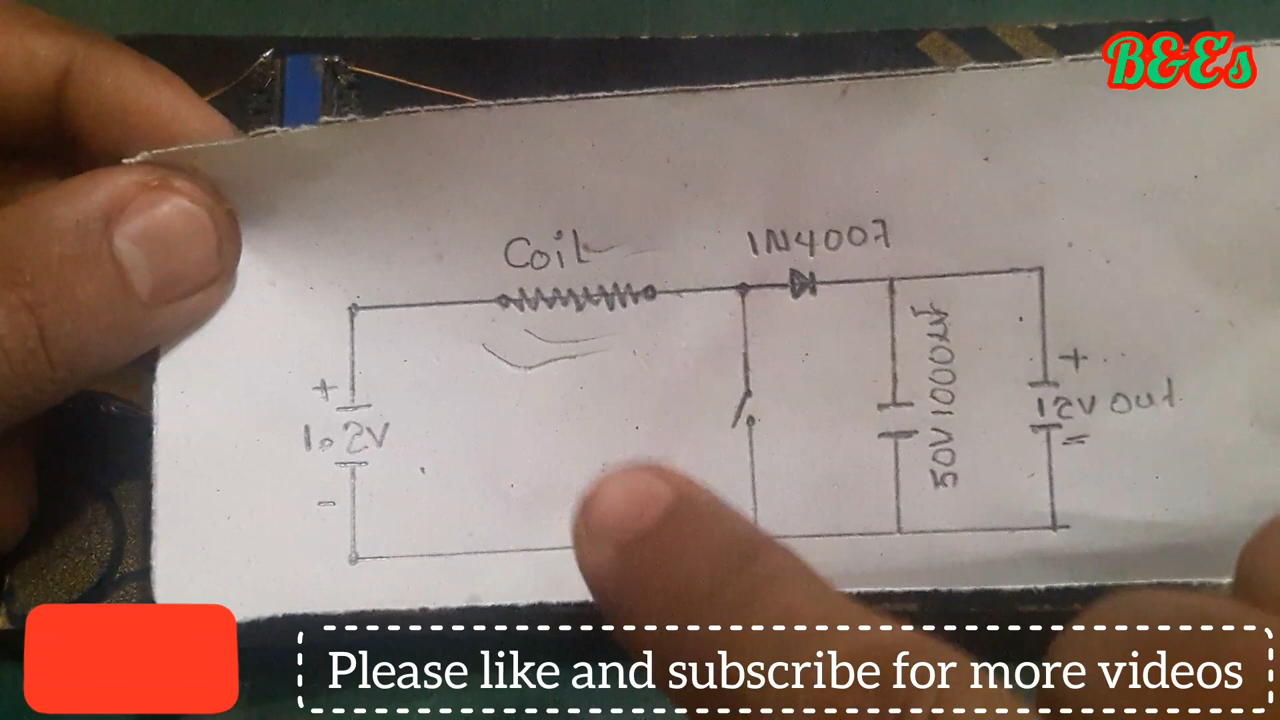 B&Es
Coil
1N4007
+
1.2V
-
50V 1000uF
+
12V out
=
Please like and subscribe for more videos